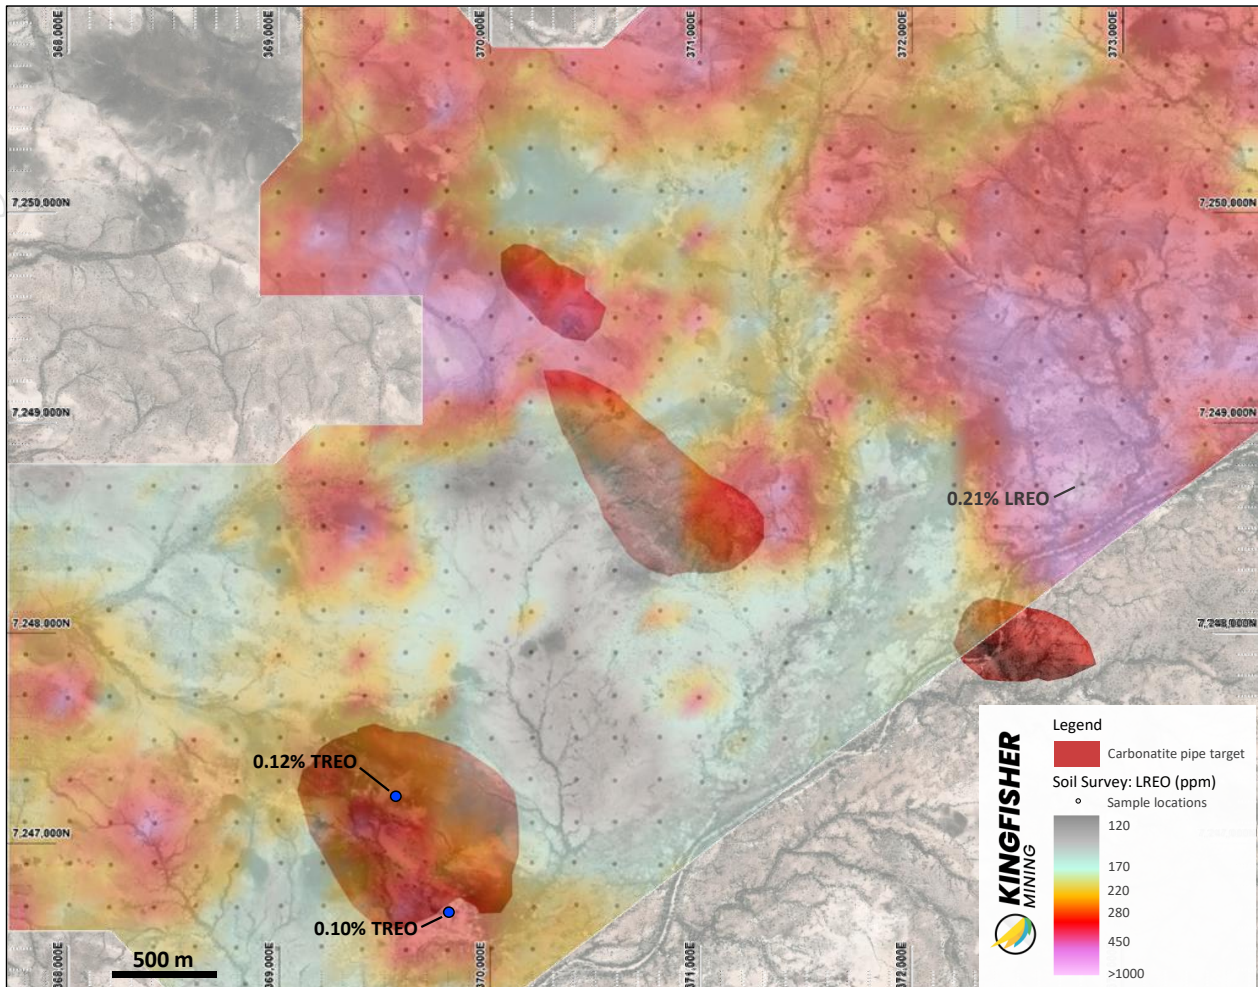 368,000E
369,000E
370,000E
371,000E
372,000E
373,000E
7,250,000N
7,250,000N
7,249,000N
7,249,000N
0.21% LREO
7,248,000N
7,248,000N
0.12% TREO
7,247,000N
0.10% TREO
500 m
368,000E
369,000E
370,000E
371,000E
372,000E
KINGFISHER
MINING
Legend
Carbonatite pipe target
Soil Survey: LREO (ppm)
Sample locations
120
170
220
280
450
>1000